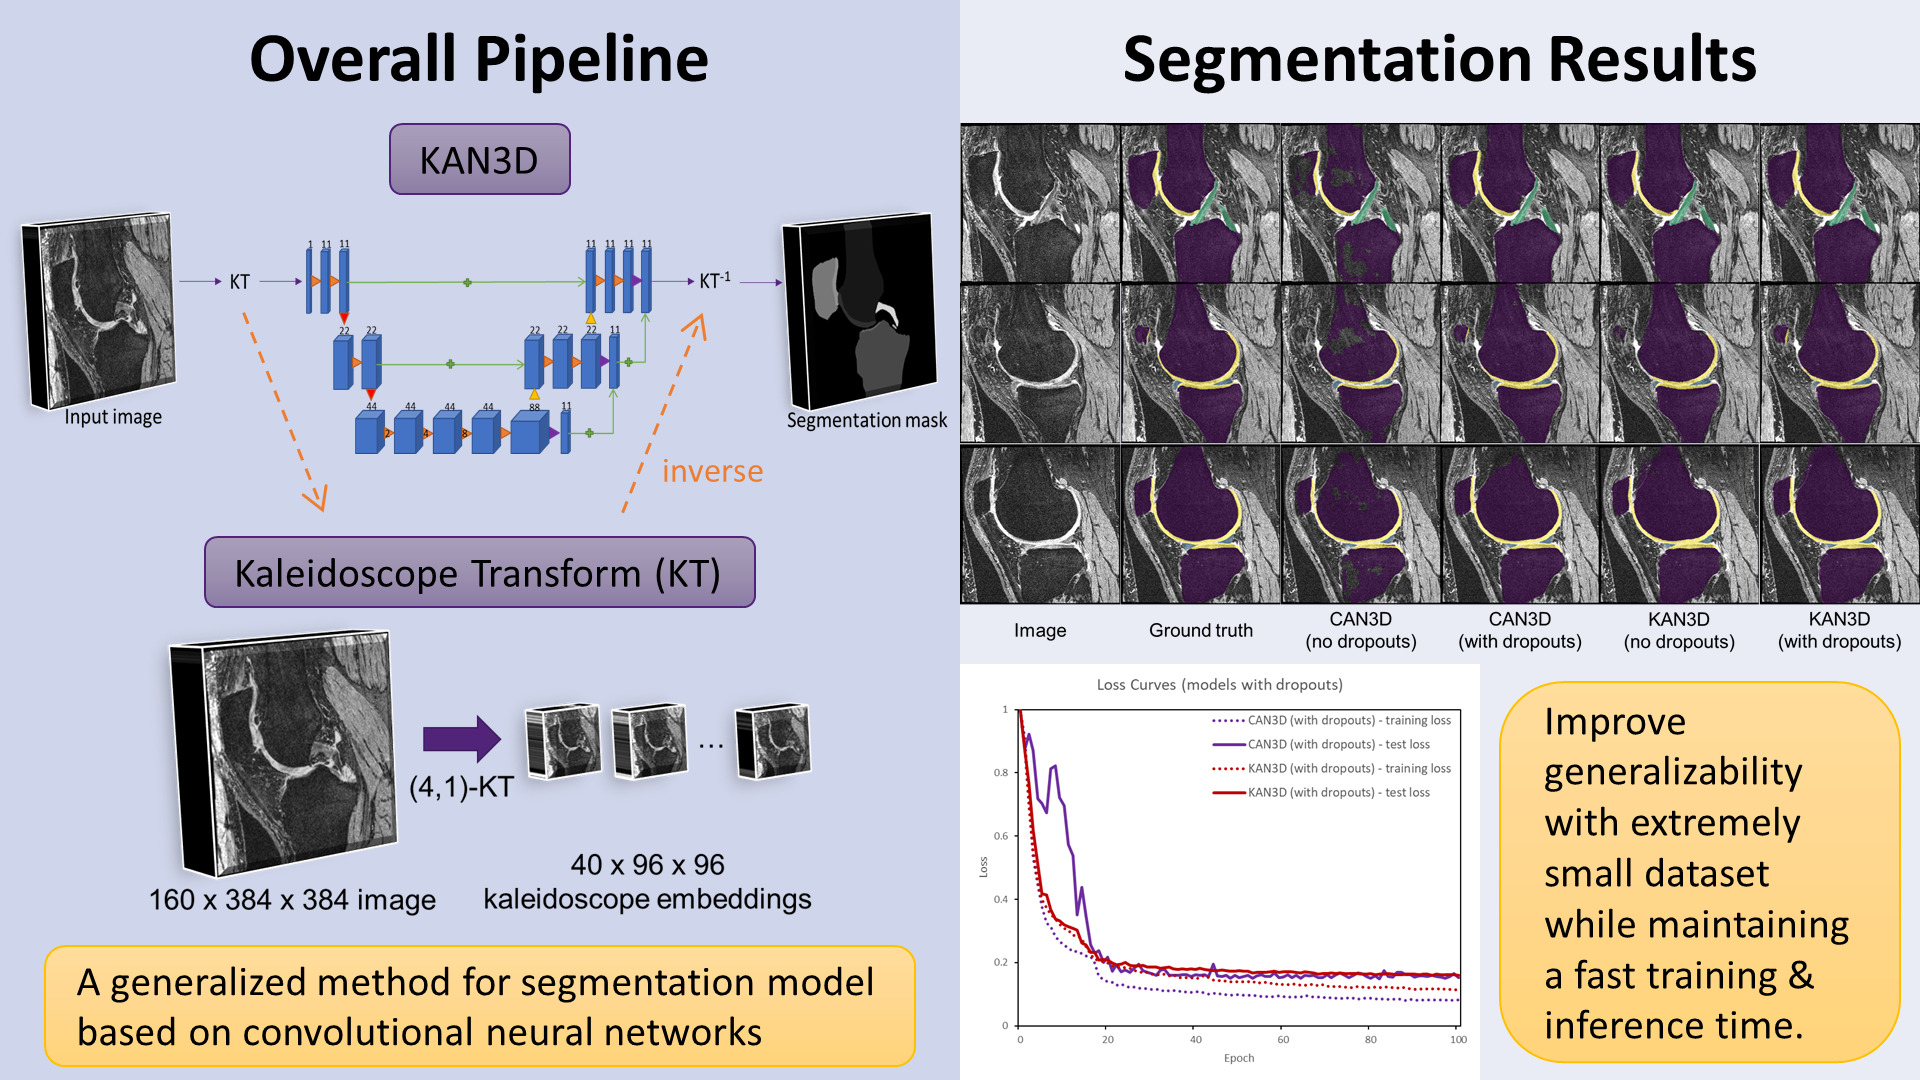 Overall Pipeline
KAN3D
1 11 11
11 11 11 11
KT
KT-1
22 22
22 22 22 11
44 44 44 44 88 11
2 4 8
Input image
Segmentation mask
inverse
Kaleidoscope Transform (KT)
(4,1)-KT
...
160 x 384 x 384 image
40 x 96 x 96
kaleidoscope embeddings
A generalized method for segmentation model
based on convolutional neural networks
Segmentation Results
Image
Ground truth
CAN3D
(no dropouts)
CAN3D
(with dropouts)
KAN3D
(no dropouts)
KAN3D
(with dropouts)
Loss Curves (models with dropouts)
CAN3D (with dropouts) - training loss
CAN3D (with dropouts) - test loss
KAN3D (with dropouts) - training loss
KAN3D (with dropouts) - test loss
1
0.8
0.6
0.4
0.2
0
Loss
0 20 40 60 80 100
Epoch
Improve
generalizability
with extremely
small dataset
while maintaining
a fast training &
inference time.